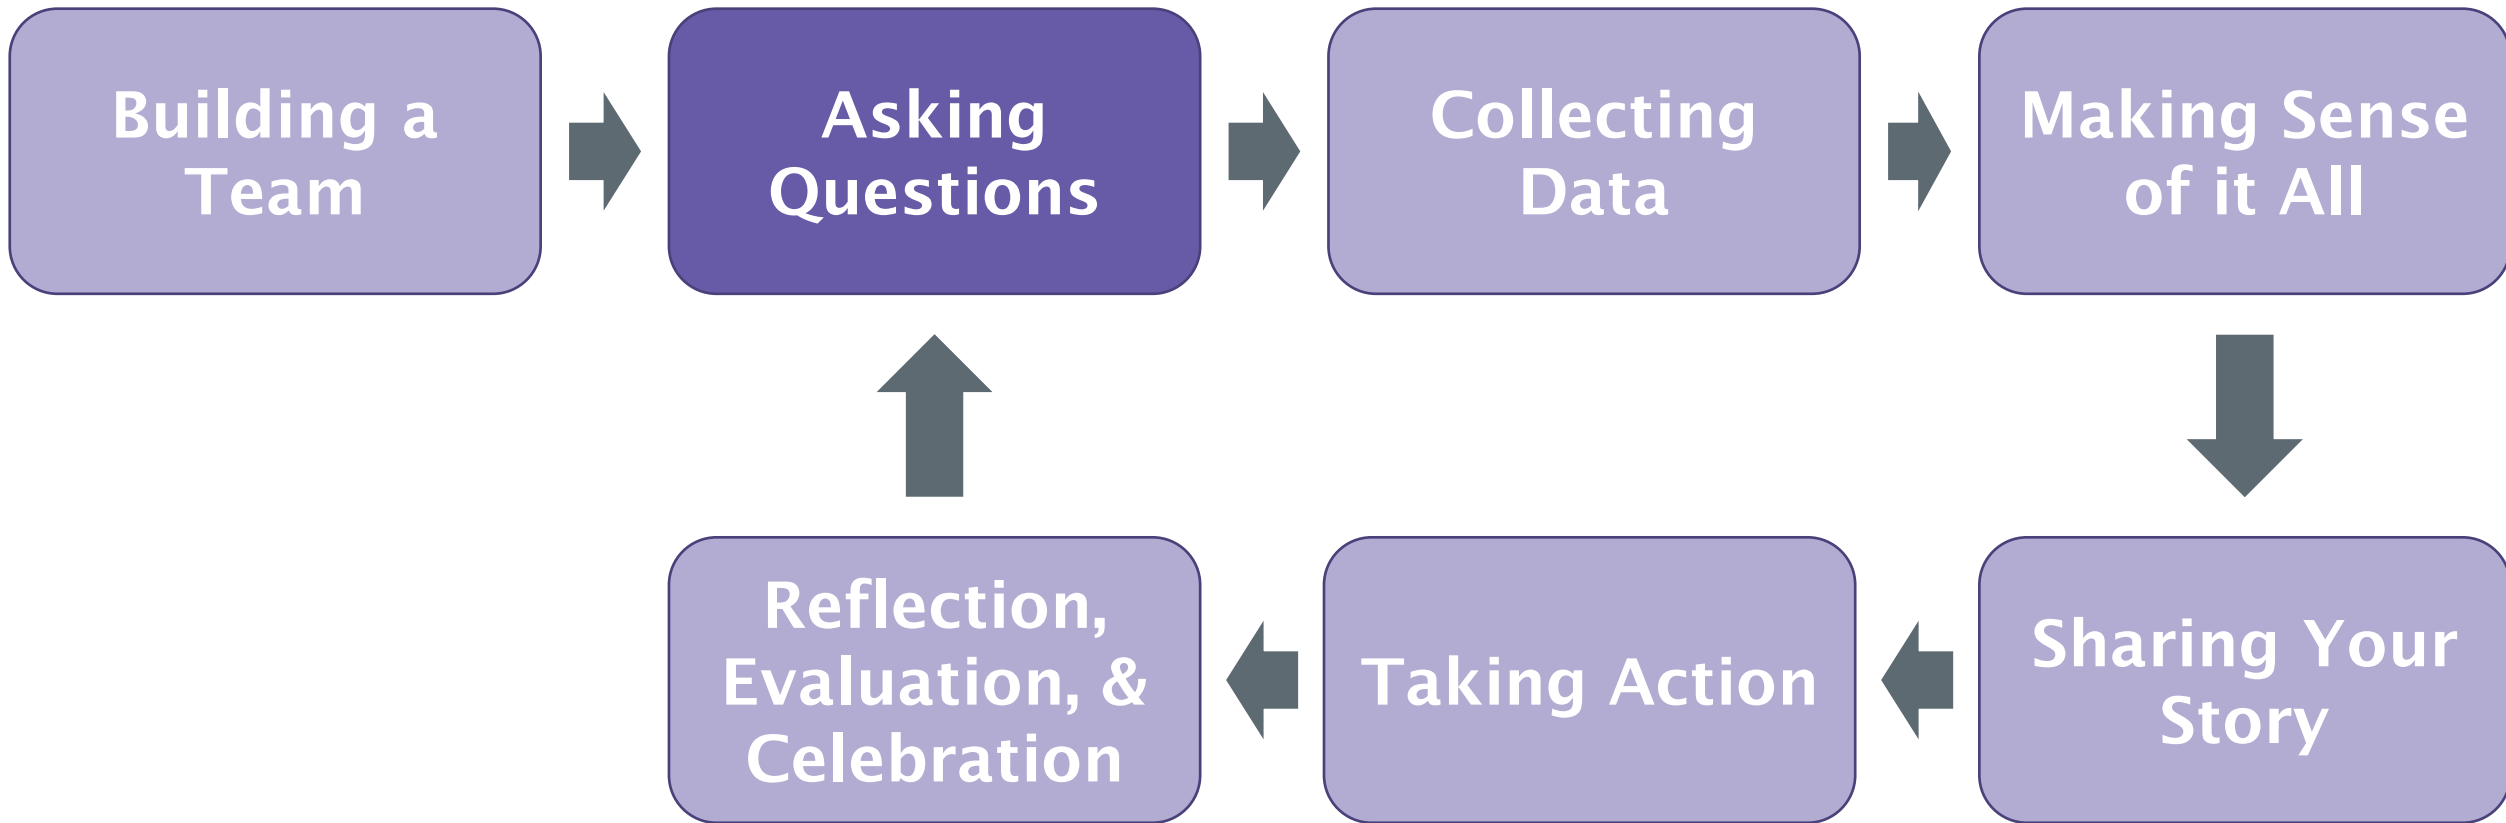 Building a
Team
Asking
Questions
Collecting
Data
Making Sense
of it All
Reflection,
Evaluation, &
Celebration
Taking Action
Sharing Your
Story